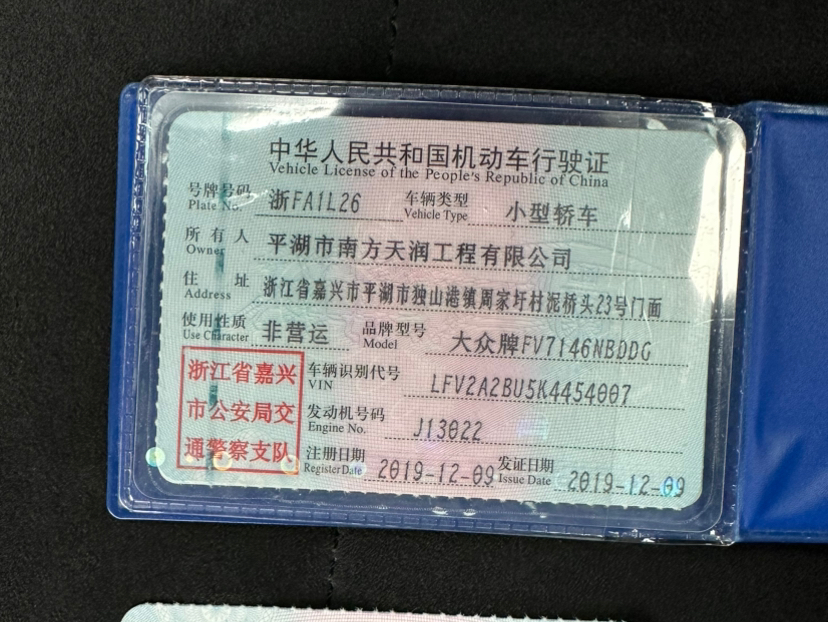 中华人民共和国机动车行驶证
Vehicle License of the People's Republic of China
号牌号码 浙FA1L26 车辆类型 小型轿车
Plate No. Vehicle Type
所有人 平湖市南方天润工程有限公司
Owner
住址 浙江省嘉兴市平湖市独山港镇周家圩村泥桥头23号门面
Address
使用性质 非营运 品牌型号 大众牌FV7146NBDDG
Use Character Model
浙江省嘉兴
市公安局交
通警察支队
车辆识别代号 LFV2A2BU5K4454007
VIN
发动机号码 J13022
Engine No.
注册日期 2019-12-09 发证日期 2019-12-09
Register Date Issue Date